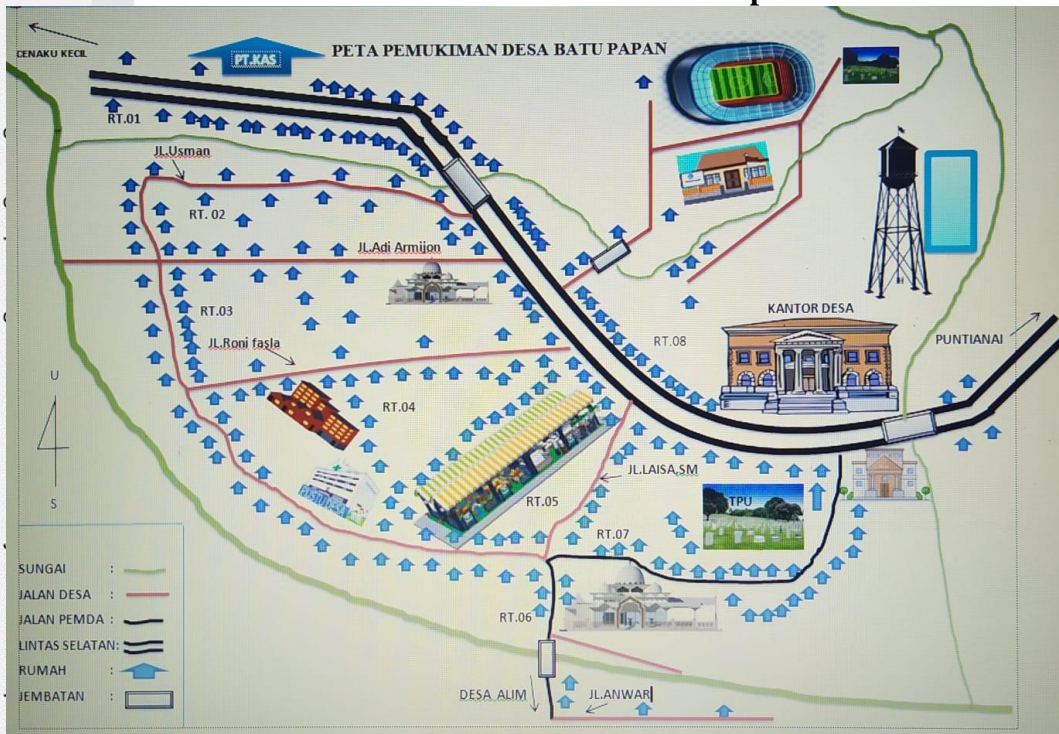 CENAKU KECIL
PT.KAS
PETA PEMUKIMAN DESA BATU PAPAN
RT.01
JL.Usman
RT. 02
JL.Adi Armijon
RT.03
JL.Roni fasla
RT.04
KANTOR DESA
RT.08
PUNTIANAI
U
S
JL.LAISA,SM
RT.05
TPU
RT.07
RT.06
DESA ALIM
JL.ANWAR
SUNGAI :
JALAN DESA :
JALAN PEMDA :
LINTAS SELATAN:
RUMAH :
JEMBATAN :